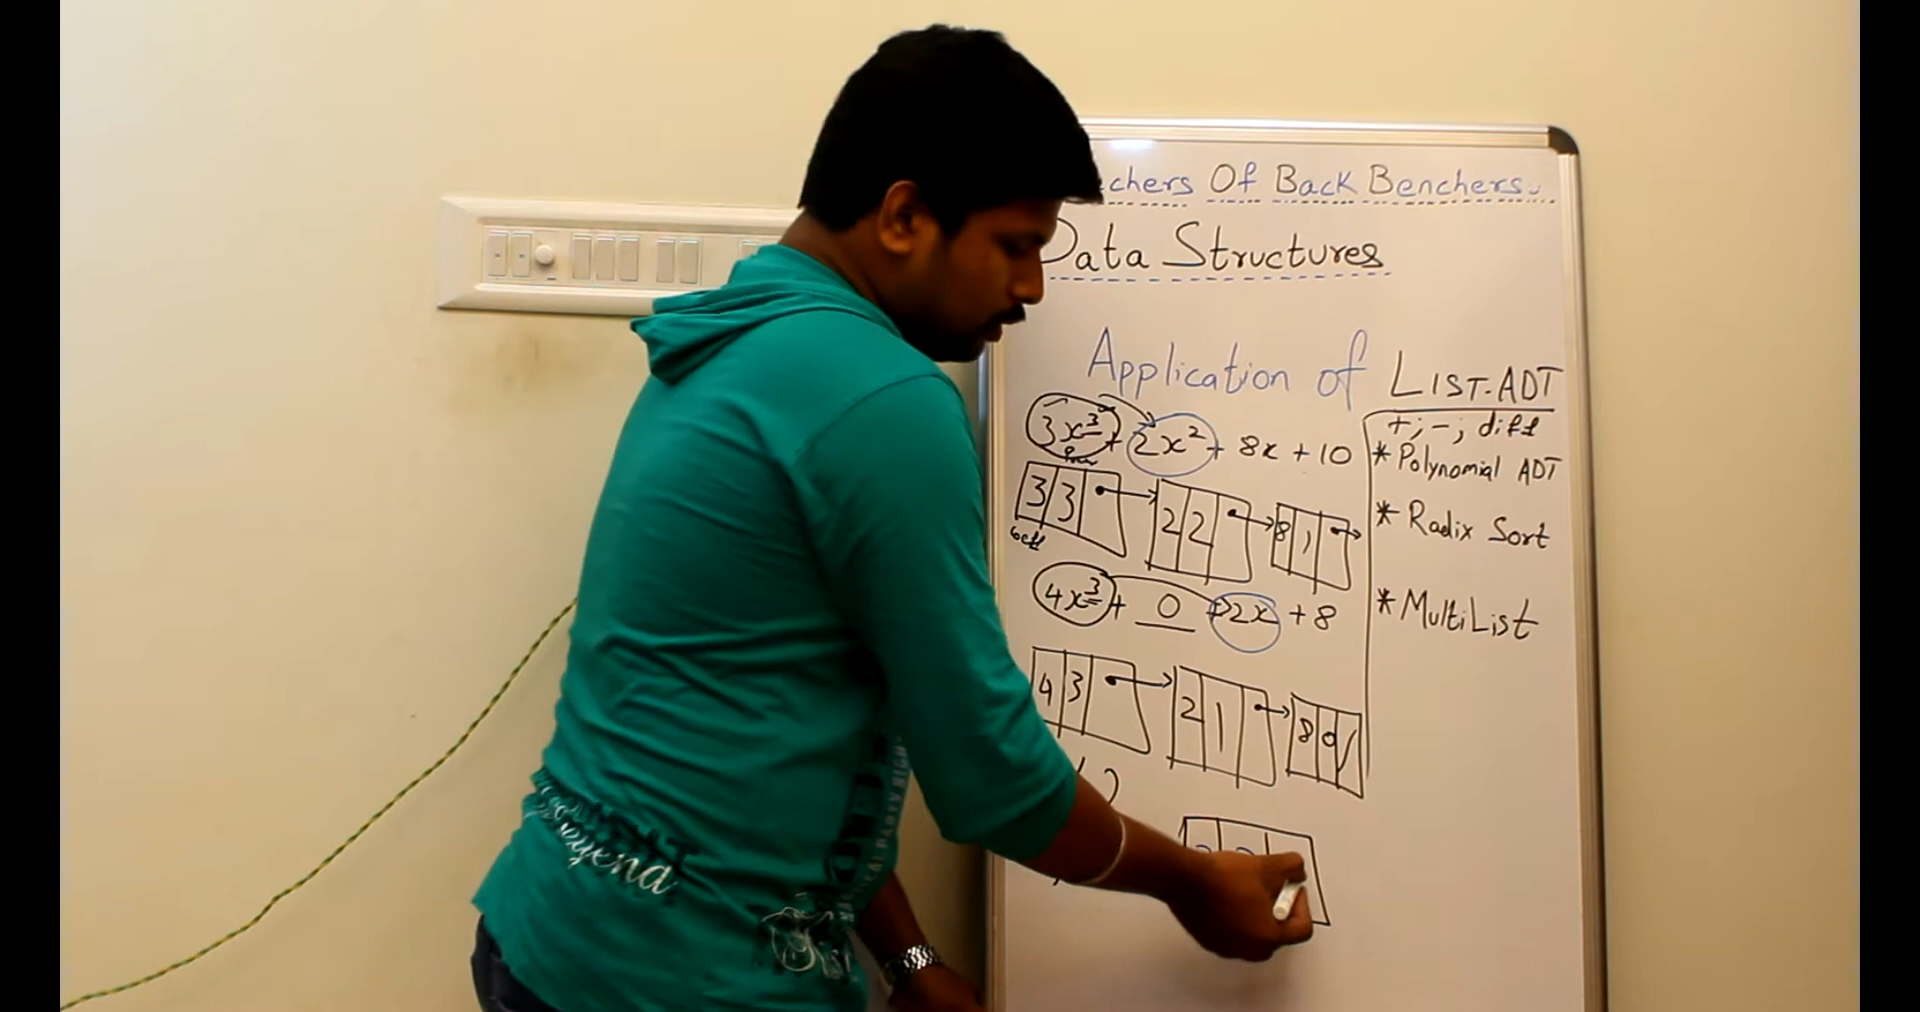 chers Of Back Benchers.
Data Structures
Application of LIST-ADT
+, -, diff
3x³ + 2x² + 8x + 10
* Polynomial ADT
3 3
2 2
8 1
* Radix Sort
4x³ + 0 + 2x + 8
* MultiList
4 3
2 1
8 0